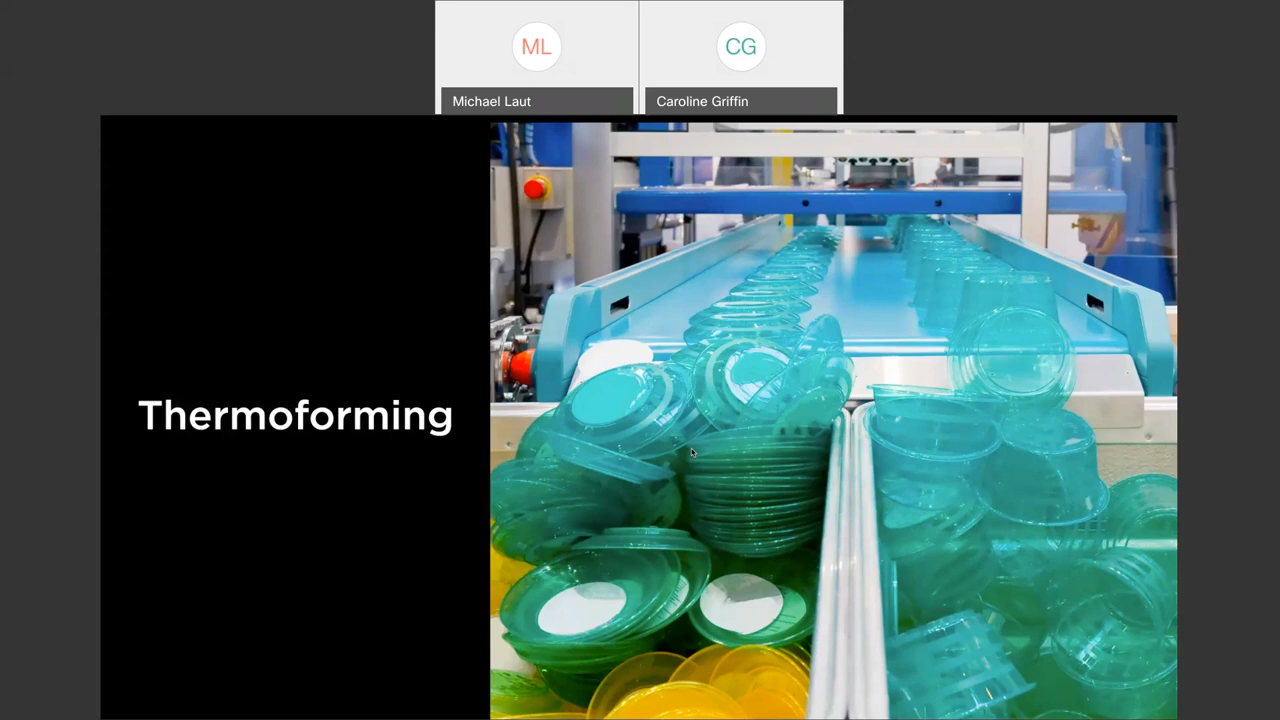 ML
CG
Michael Laut
Caroline Griffin
Thermoforming